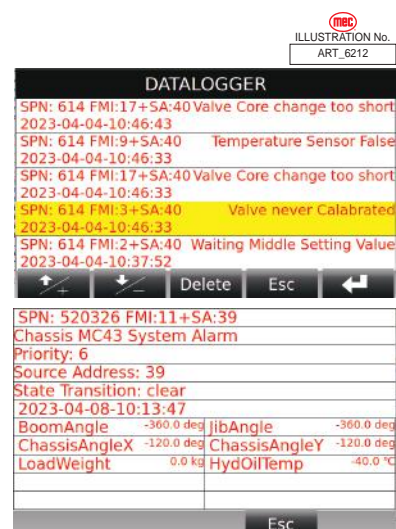 mec
ILLUSTRATION No.
ART_6212
DATALOGGER
SPN: 614 FMI:17+SA:40 Valve Core change too short
2023-04-04-10:46:43
SPN: 614 FMI:9+SA:40 Temperature Sensor False
2023-04-04-10:46:33
SPN: 614 FMI:17+SA:40 Valve Core change too short
2023-04-04-10:46:33
SPN: 614 FMI:3+SA:40 Valve never Calabrated
2023-04-04-10:46:33
SPN: 614 FMI:2+SA:40 Waiting Middle Setting Value
2023-04-04-10:37:52
Delete Esc
SPN: 520326 FMI:11+SA:39
Chassis MC43 System Alarm
Priority: 6
Source Address: 39
State Transition: clear
2023-04-08-10:13:47
BoomAngle -360.0 deg JibAngle -360.0 deg
ChassisAngleX -120.0 deg ChassisAngleY -120.0 deg
LoadWeight 0.0 kg HydOilTemp -40.0 °C
Esc